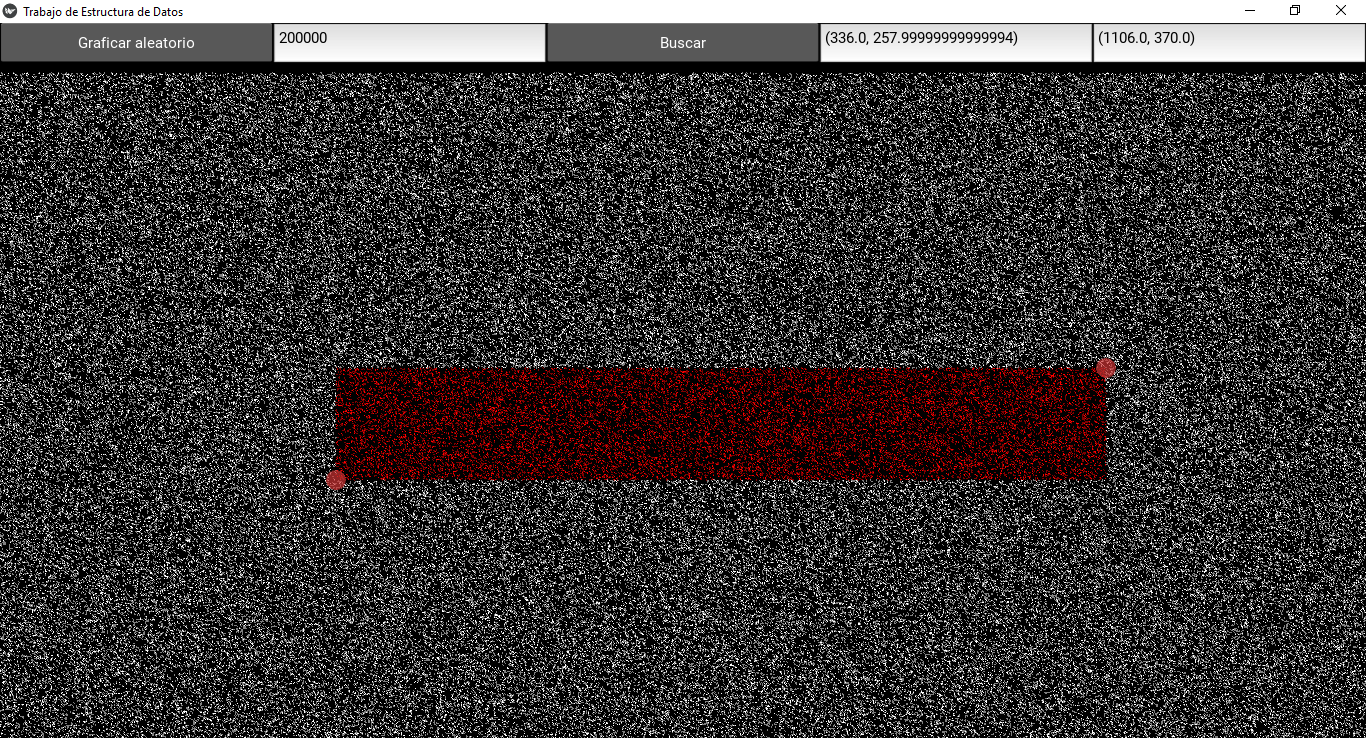 Trabajo de Estructura de Datos
Graficar aleatorio
200000
Buscar
(336.0, 257.99999999999994)
(1106.0, 370.0)